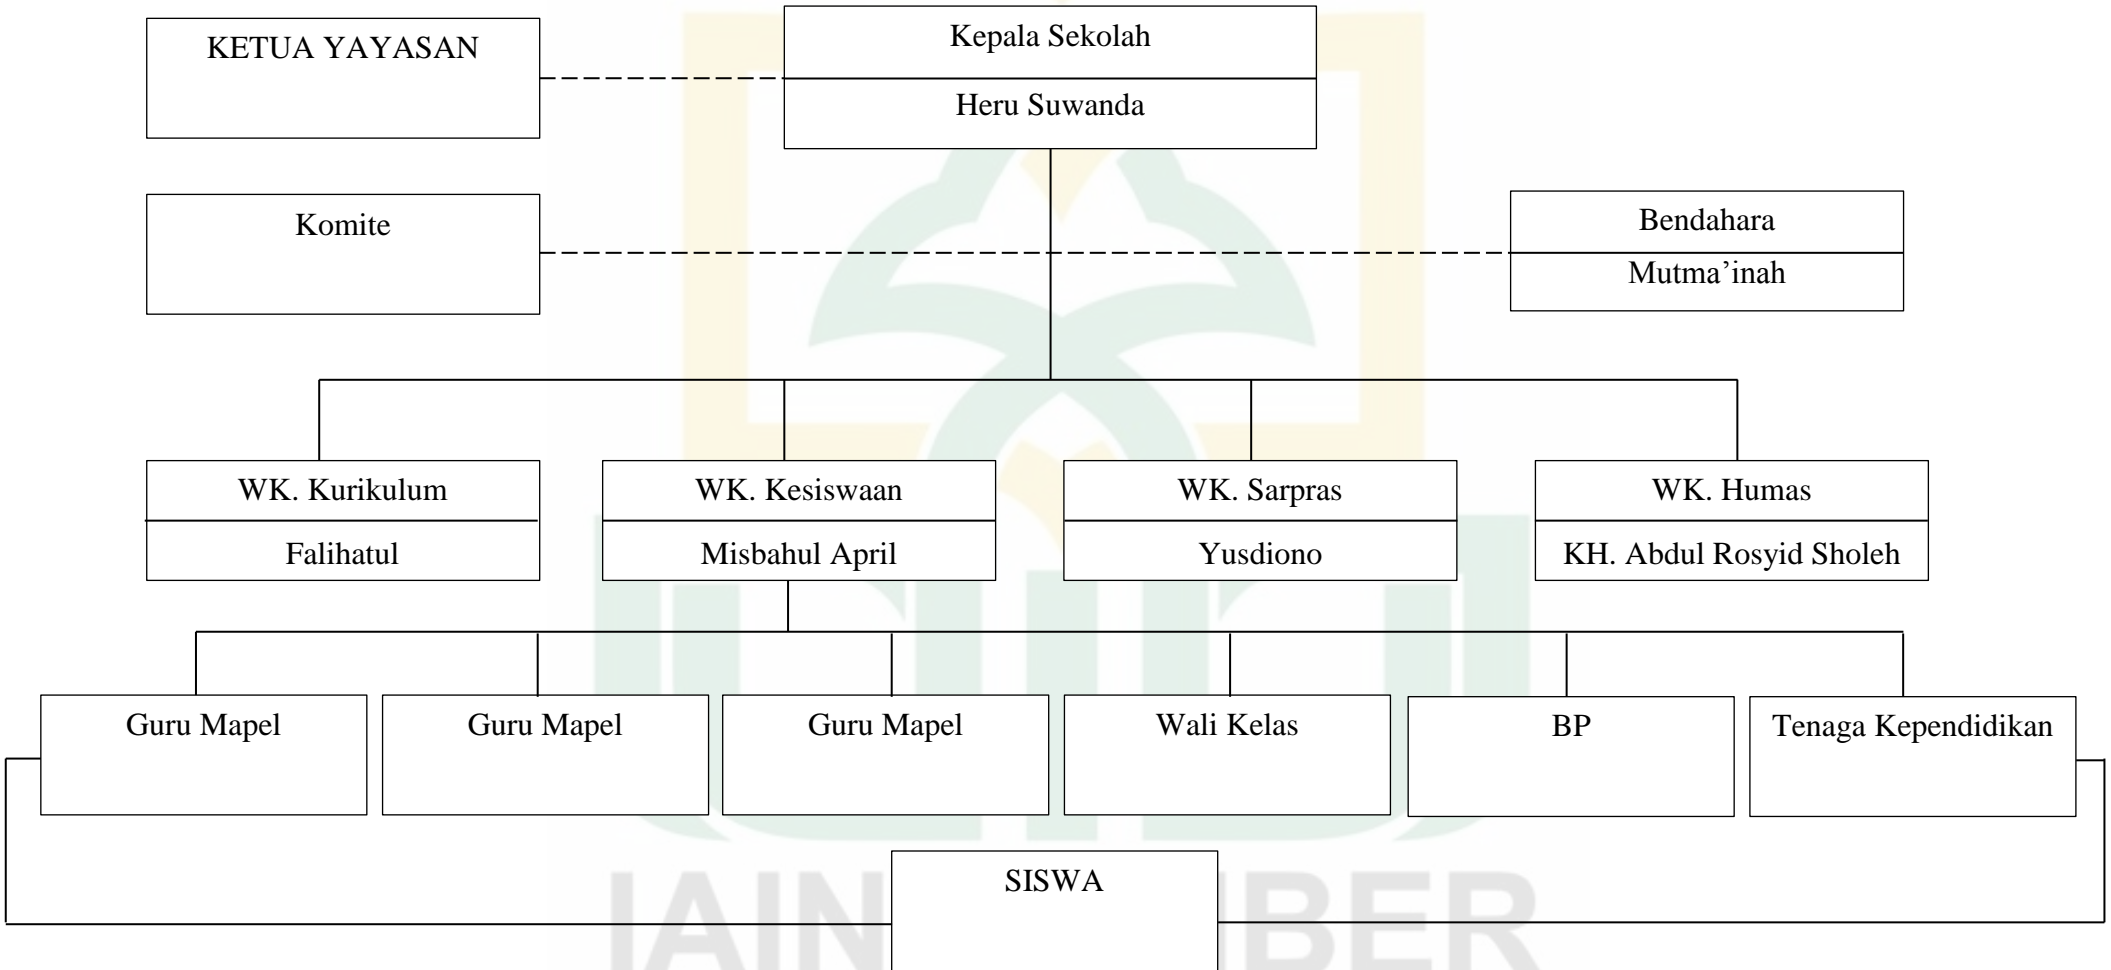 KETUA YAYASAN
Kepala Sekolah
Heru Suwanda
Komite
Bendahara
Mutma’inah
WK. Kurikulum
Falihatul
WK. Kesiswaan
Misbahul April
WK. Sarpras
Yusdiono
WK. Humas
KH. Abdul Rosyid Sholeh
Guru Mapel
Guru Mapel
Guru Mapel
Wali Kelas
BP
Tenaga Kependidikan
SISWA
IAIN BER